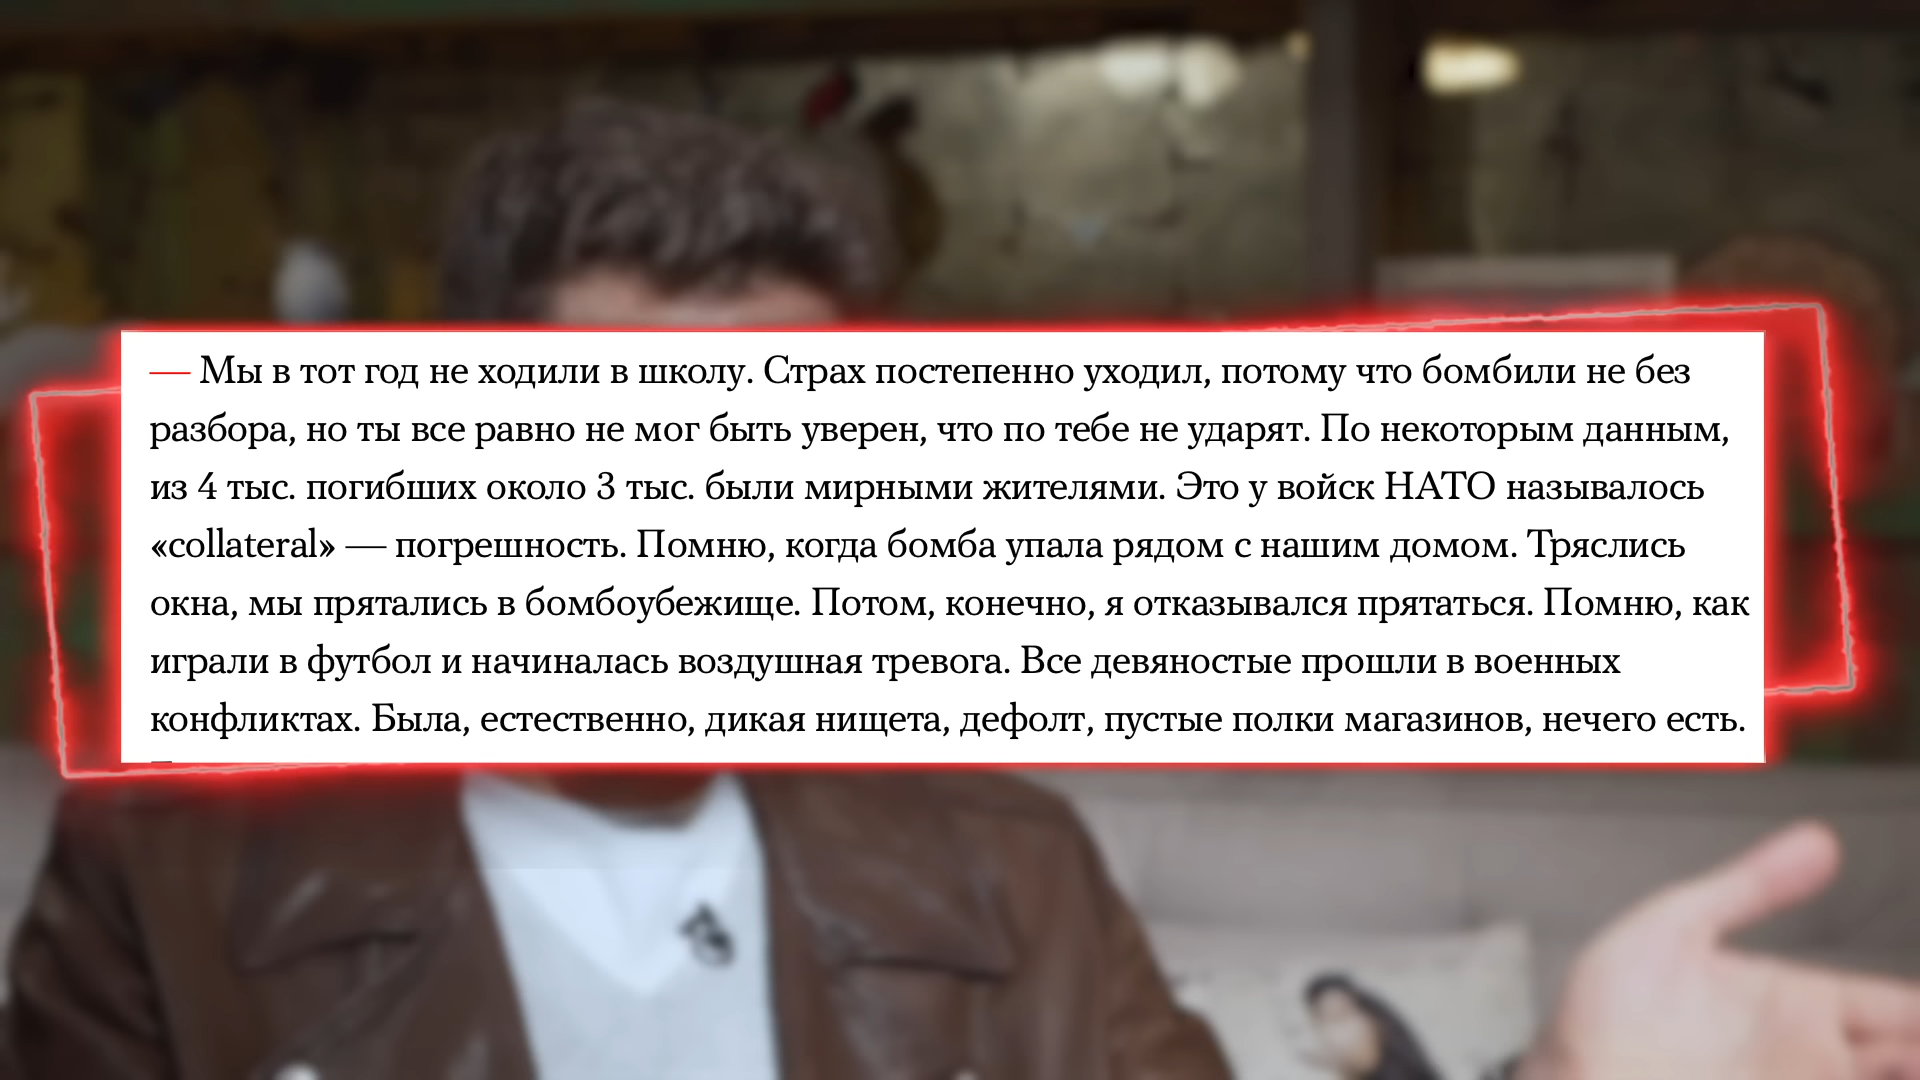 — Мы в тот год не ходили в школу. Страх постепенно уходил, потому что бомбили не без
разбора, но ты все равно не мог быть уверен, что по тебе не ударят. По некоторым данным,
из 4 тыс. погибших около 3 тыс. были мирными жителями. Это у войск НАТО называлось
«collateral» — погрешность. Помню, когда бомба упала рядом с нашим домом. Тряслись
окна, мы прятались в бомбоубежище. Потом, конечно, я отказывался прятаться. Помню, как
играли в футбол и начиналась воздушная тревога. Все девяностые прошли в военных
конфликтах. Была, естественно, дикая нищета, дефолт, пустые полки магазинов, нечего есть.